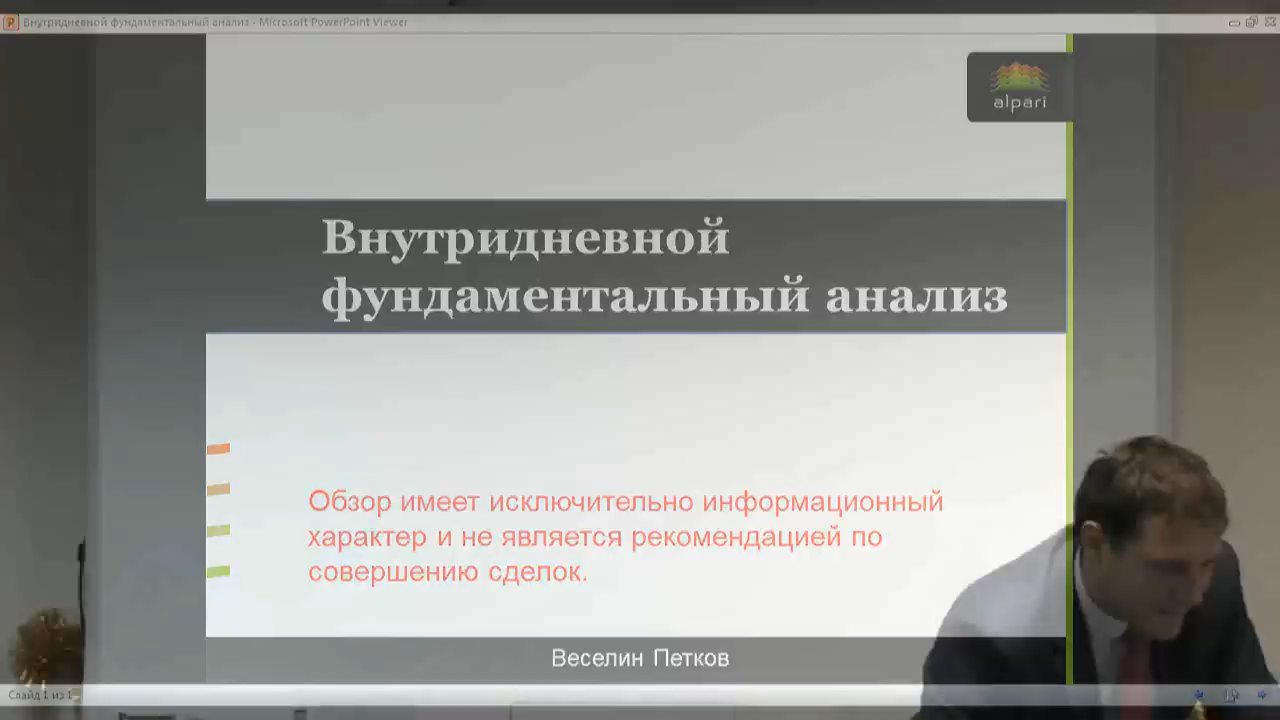 Внутридневной фундаментальный анализ - Microsoft PowerPoint Viewer
alpari
Внутридневной
фундаментальный анализ
Обзор имеет исключительно информационный
характер и не является рекомендацией по
совершению сделок.
Веселин Петков
Слайд 1 из 1